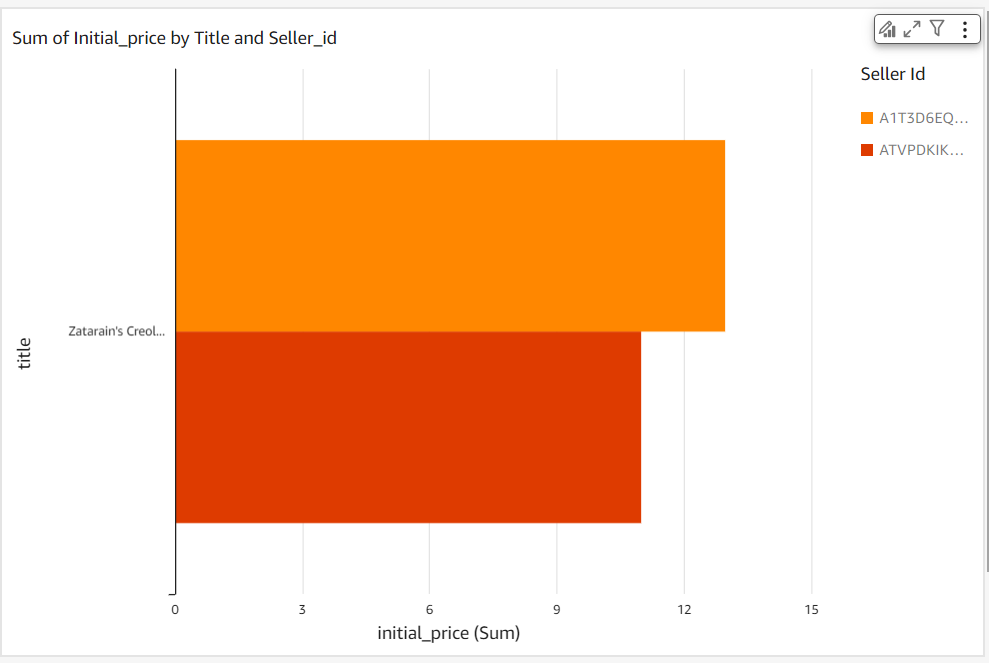 Sum of Initial_price by Title and Seller_id
Seller Id
A1T3D6EQ...
ATVPDKIK...
title
Zatarain's Creol...
0 3 6 9 12 15
initial_price (Sum)